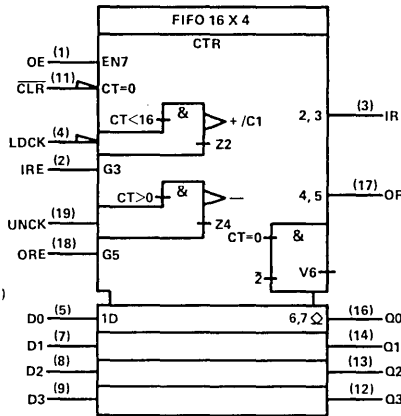 FIFO 16 X 4
CTR
OE (1) EN7
CLR (11) CT=0
CT<16 & +/C1
LDCK (4) Z2
2, 3 (3) IR
IRE (2) G3
CT>0 & —
4, 5 (17) OR
UNCK (19) Z4
ORE (18) G5
CT=0 &
2 V6
)
D0 (5) 1D 6,7 (16) Q0
D1 (7) (14) Q1
D2 (8) (13) Q2
D3 (9) (12) Q3